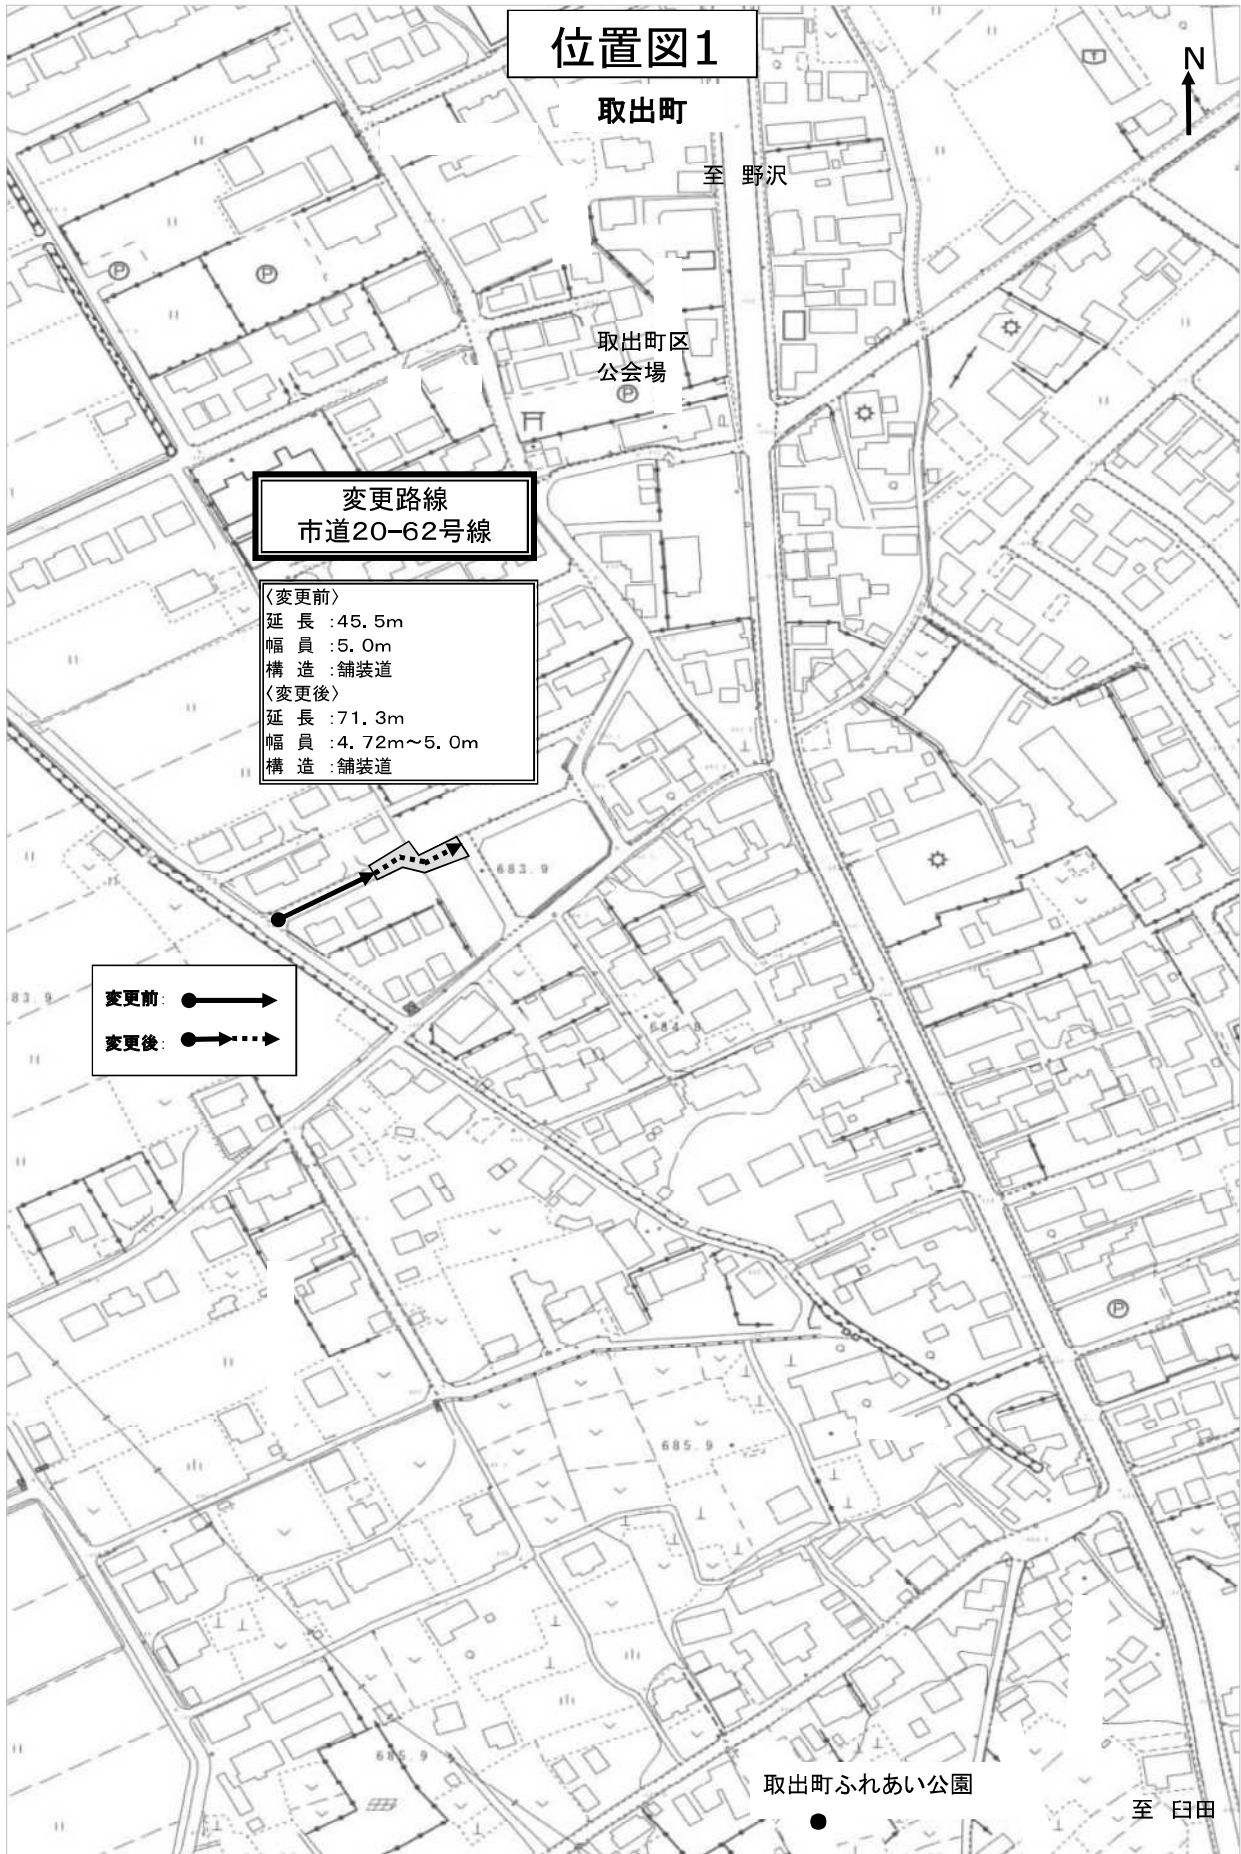 位置図1
取出町
N
至 野沢
取出町区
公会場
変更路線
市道20-62号線
〈変更前〉
延 長 :45.5m
幅 員 :5.0m
構 造 :舗装道
〈変更後〉
延 長 :71.3m
幅 員 :4.72m～5.0m
構 造 :舗装道
683.9
83.9
変更前:
変更後:
684.8
685.9
685.9
取出町ふれあい公園
至 臼田
P
P
P
P